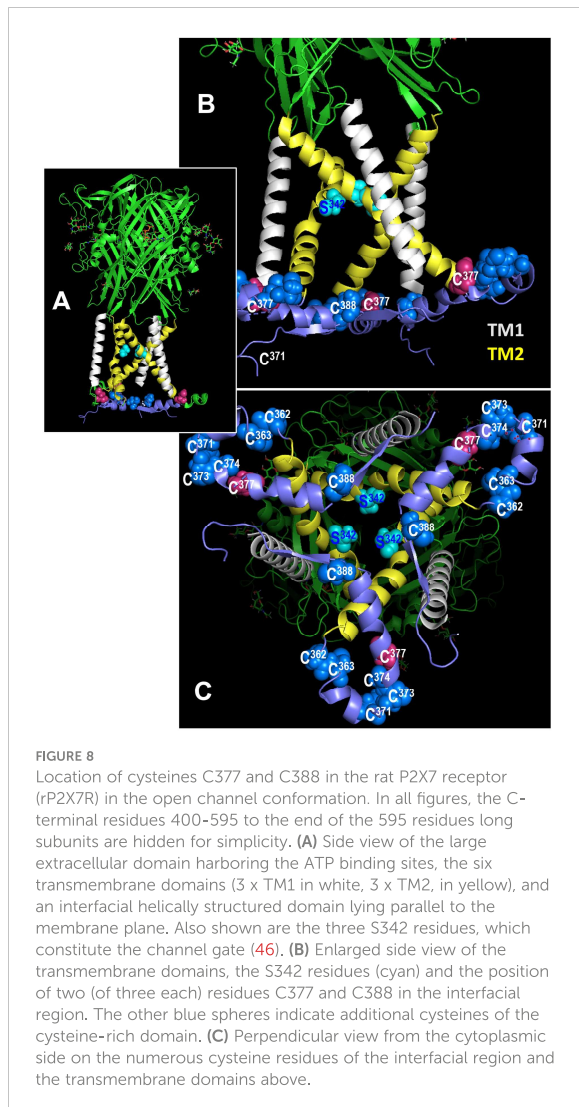 B
S342
A
C377
C377
C388
C377
TM1
TM2
C371
C362
C363
C371
C374
C373
C377
C388
S342
S342
S342
C388
C388
C373
C374
C371
C377
C363
C362
C377
C362
C363
C374
C373
C371
C
FIGURE 8
Location of cysteines C377 and C388 in the rat P2X7 receptor
(rP2X7R) in the open channel conformation. In all figures, the C-
terminal residues 400-595 to the end of the 595 residues long
subunits are hidden for simplicity. (A) Side view of the large
extracellular domain harboring the ATP binding sites, the six
transmembrane domains (3 x TM1 in white, 3 x TM2, in yellow), and
an interfacial helically structured domain lying parallel to the
membrane plane. Also shown are the three S342 residues, which
constitute the channel gate (46). (B) Enlarged side view of the
transmembrane domains, the S342 residues (cyan) and the position
of two (of three each) residues C377 and C388 in the interfacial
region. The other blue spheres indicate additional cysteines of the
cysteine-rich domain. (C) Perpendicular view from the cytoplasmic
side on the numerous cysteine residues of the interfacial region and
the transmembrane domains above.